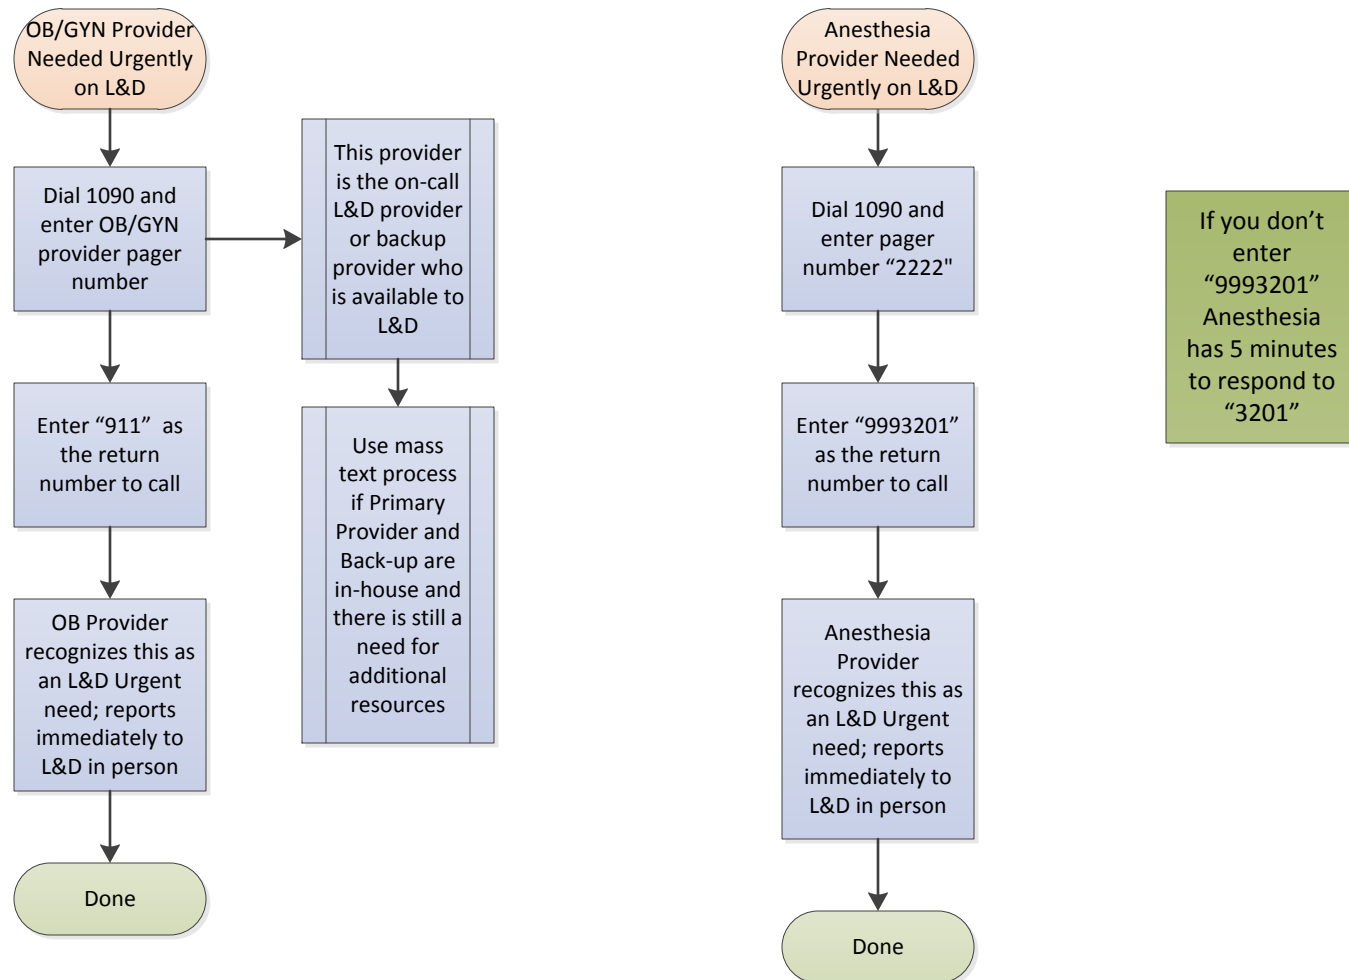 OB/GYN Provider
Needed Urgently
on L&D
Dial 1090 and
enter OB/GYN
provider pager
number
This provider
is the on-call
L&D provider
or backup
provider who
is available to
L&D
Enter “911”  as
the return
number to call
Use mass
text process
if Primary
Provider and
Back-up are
in-house and
there is still a
need for
additional
resources
OB Provider
recognizes this as
an L&D Urgent
need; reports
immediately to
L&D in person
Done
Anesthesia
Provider Needed
Urgently on L&D
Dial 1090 and
enter pager
number “2222"
Enter “9993201”
as the return
number to call
Anesthesia
Provider
recognizes this as
an L&D Urgent
need; reports
immediately to
L&D in person
Done
If you don’t
enter
“9993201”
Anesthesia
has 5 minutes
to respond to
“3201”